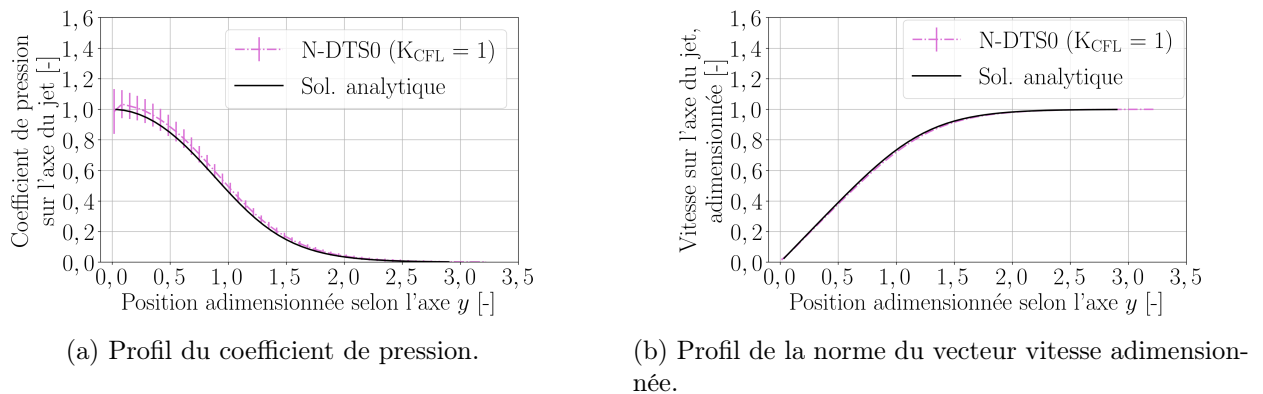 1,6
1,4
1,2
1,0
0,8
0,6
0,4
0,2
0,0
Coefficient de pression
sur l'axe du jet [-]
N-DTS0 (K_CFL = 1)
Sol. analytique
0,0 0,5 1,0 1,5 2,0 2,5 3,0 3,5
Position adimensionnée selon l'axe y [-]
(a) Profil du coefficient de pression.
1,6
1,4
1,2
1,0
0,8
0,6
0,4
0,2
0,0
Vitesse sur l'axe du jet,
adimensionnée [-]
N-DTS0 (K_CFL = 1)
Sol. analytique
0,0 0,5 1,0 1,5 2,0 2,5 3,0 3,5
Position adimensionnée selon l'axe y [-]
(b) Profil de la norme du vecteur vitesse adimension-
née.